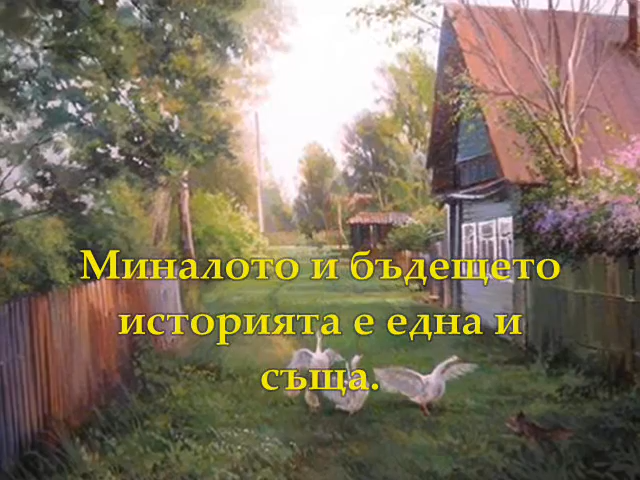 Миналото и бъдещето
историята е една и
съща.